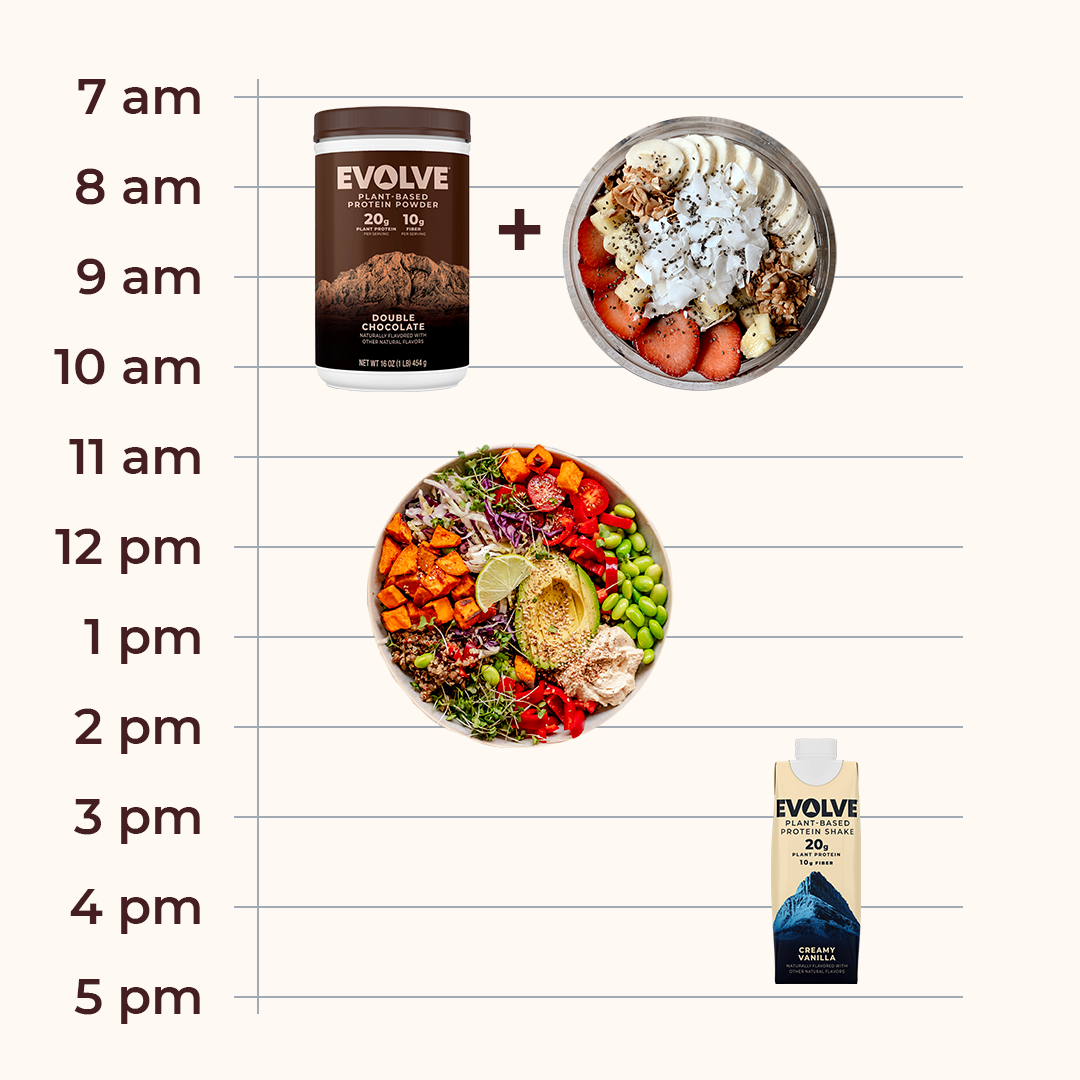 7 am
8 am
9 am
10 am
11 am
12 pm
1 pm
2 pm
3 pm
4 pm
5 pm
EVOLVE
PLANT-BASED
PROTEIN POWDER
20g 10g
PLANT PROTEIN FIBER
PER SERVING PER SERVING
DOUBLE
CHOCOLATE
NATURALLY FLAVORED WITH
OTHER NATURAL FLAVORS
NET WT 16 OZ (1 LB) 454 g
+
EVOLVE
PLANT-BASED
PROTEIN SHAKE
20g
PLANT PROTEIN
10g FIBER
CREAMY
VANILLA
NATURALLY FLAVORED WITH
OTHER NATURAL FLAVORS